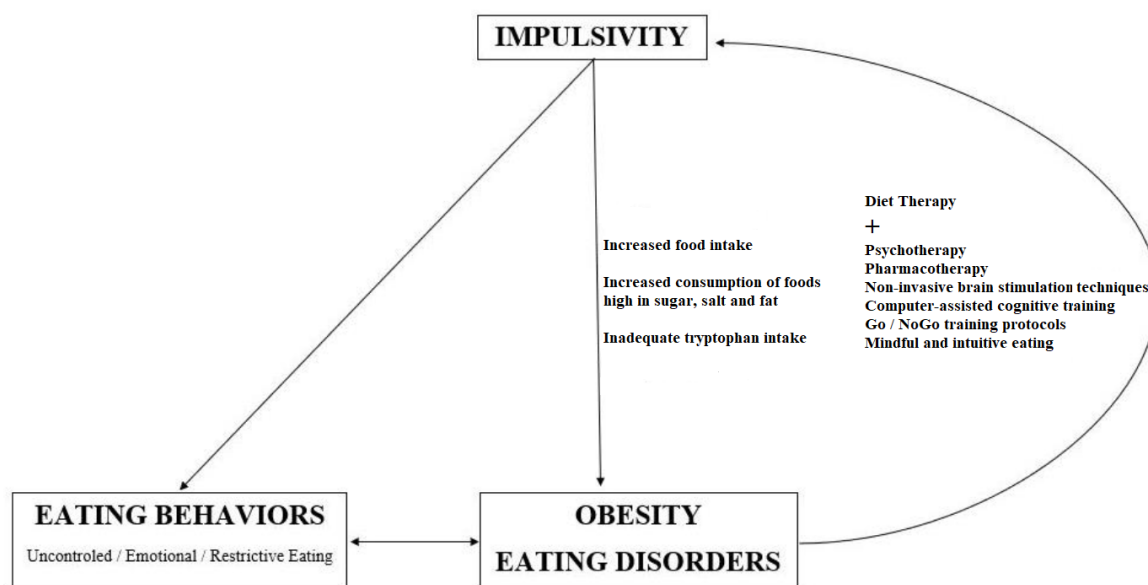 IMPULSIVITY
Increased food intake
Increased consumption of foods
high in sugar, salt and fat
Inadequate tryptophan intake
Diet Therapy
+
Psychotherapy
Pharmacotherapy
Non-invasive brain stimulation techniques
Computer-assisted cognitive training
Go / NoGo training protocols
Mindful and intuitive eating
EATING BEHAVIORS
Uncontroled / Emotional / Restrictive Eating
OBESITY
EATING DISORDERS